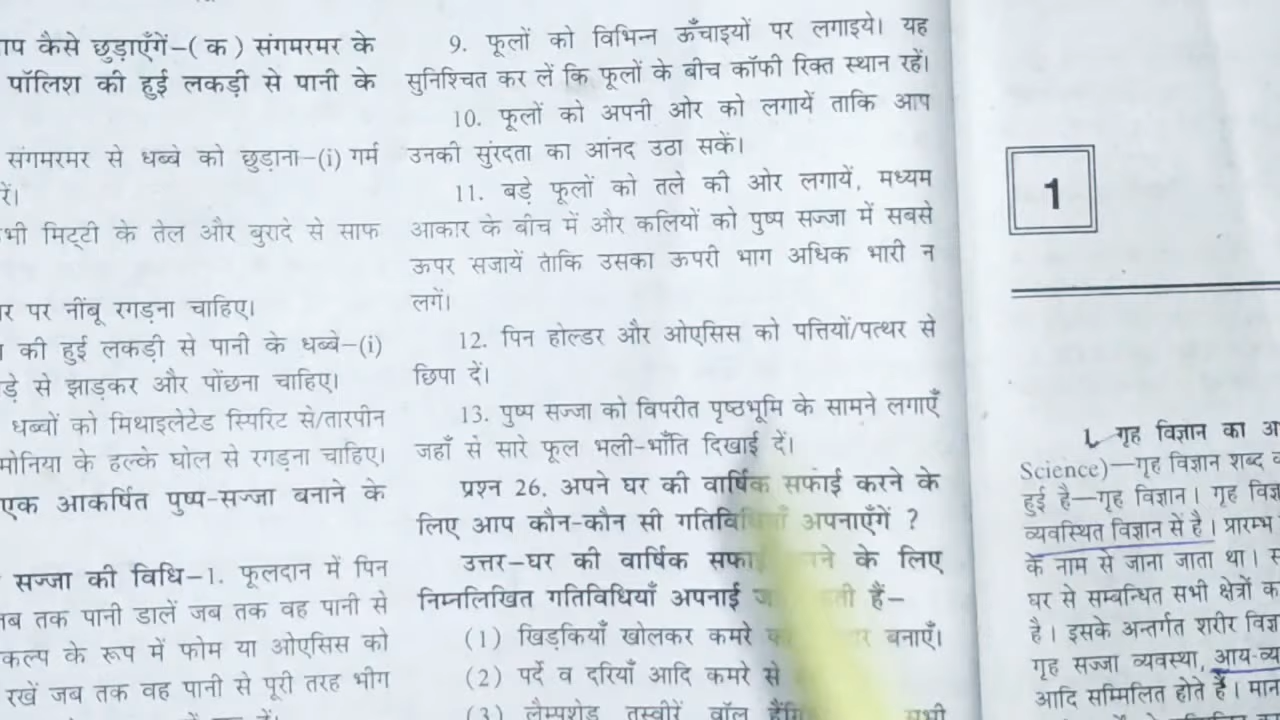 ाप कैसे छुड़ाएँगें–(क) संगमरमर के
पॉलिश की हुई लकड़ी से पानी के
संगमरमर से धब्बे को छुड़ाना–(i) गर्म
रें।
भी मिट्टी के तेल और बुरादे से साफ
र पर नींबू रगड़ना चाहिए।
की हुई लकड़ी से पानी के धब्बे–(i)
ड़े से झाड़कर और पोंछना चाहिए।
धब्बों को मिथाइलेटेड स्पिरिट से/तारपीन
मोनिया के हल्के घोल से रगड़ना चाहिए।
एक आकर्षित पुष्प-सज्जा बनाने के
सज्जा की विधि–1. फूलदान में पिन
तब तक पानी डालें जब तक वह पानी से
कल्प के रूप में फोम या ओएसिस को
रखें जब तक वह पानी से पूरी तरह भीग
9. फूलों को विभिन्न ऊँचाइयों पर लगाइये। यह
सुनिश्चित कर लें कि फूलों के बीच कॉफी रिक्त स्थान रहें।
10. फूलों को अपनी ओर को लगायें ताकि आप
उनकी सुंरदता का आंनद उठा सकें।
11. बड़े फूलों को तले की ओर लगायें, मध्यम
आकार के बीच में और कलियों को पुष्प सज्जा में सबसे
ऊपर सजायें ताकि उसका ऊपरी भाग अधिक भारी न
लगें।
12. पिन होल्डर और ओएसिस को पत्तियों/पत्थर से
छिपा दें।
13. पुष्प सज्जा को विपरीत पृष्ठभूमि के सामने लगाएँ
जहाँ से सारे फूल भली-भाँति दिखाई दें।
प्रश्न 26. अपने घर की वार्षिक सफाई करने के
लिए आप कौन-कौन सी गतिविधियाँ अपनाएँगें ?
उत्तर–घर की वार्षिक सफाई के लिए
निम्नलिखित गतिविधियाँ अपनाई हैं–
(1) खिड़कियाँ खोलकर कमरे बनाएँ।
(2) पर्दे व दरियाँ आदि कमरे से
(3) लैम्पशेड, तस्वीरें, वॉल सभी
1
1. गृह विज्ञान का अ
Science)—गृह विज्ञान शब्द
हुई है—गृह विज्ञान। गृह विज्ञ
व्यवस्थित विज्ञान से है। प्रारम्भ
के नाम से जाना जाता था।
घर से सम्बन्धित सभी क्षेत्रों क
है। इसके अन्तर्गत शरीर विज्ञ
गृह सज्जा व्यवस्था, आय-व्य
आदि सम्मिलित होते हैं। मान